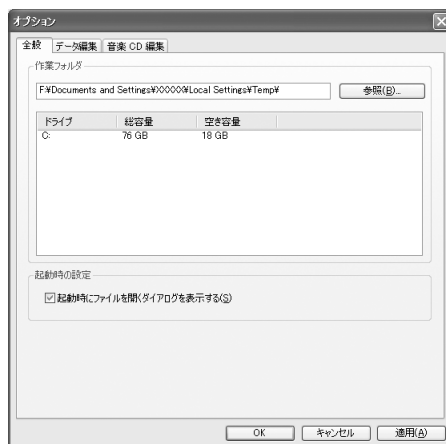 オプション
全般 データ編集 音楽 CD 編集
作業フォルダ
F:¥Documents and Settings¥XXXXX¥Local Settings¥Temp¥ 参照(B)...
ドライブ 総容量 空き容量
C: 76 GB 18 GB
起動時の設定
起動時にファイルを開くダイアログを表示する(S)
OK キャンセル 適用(A)